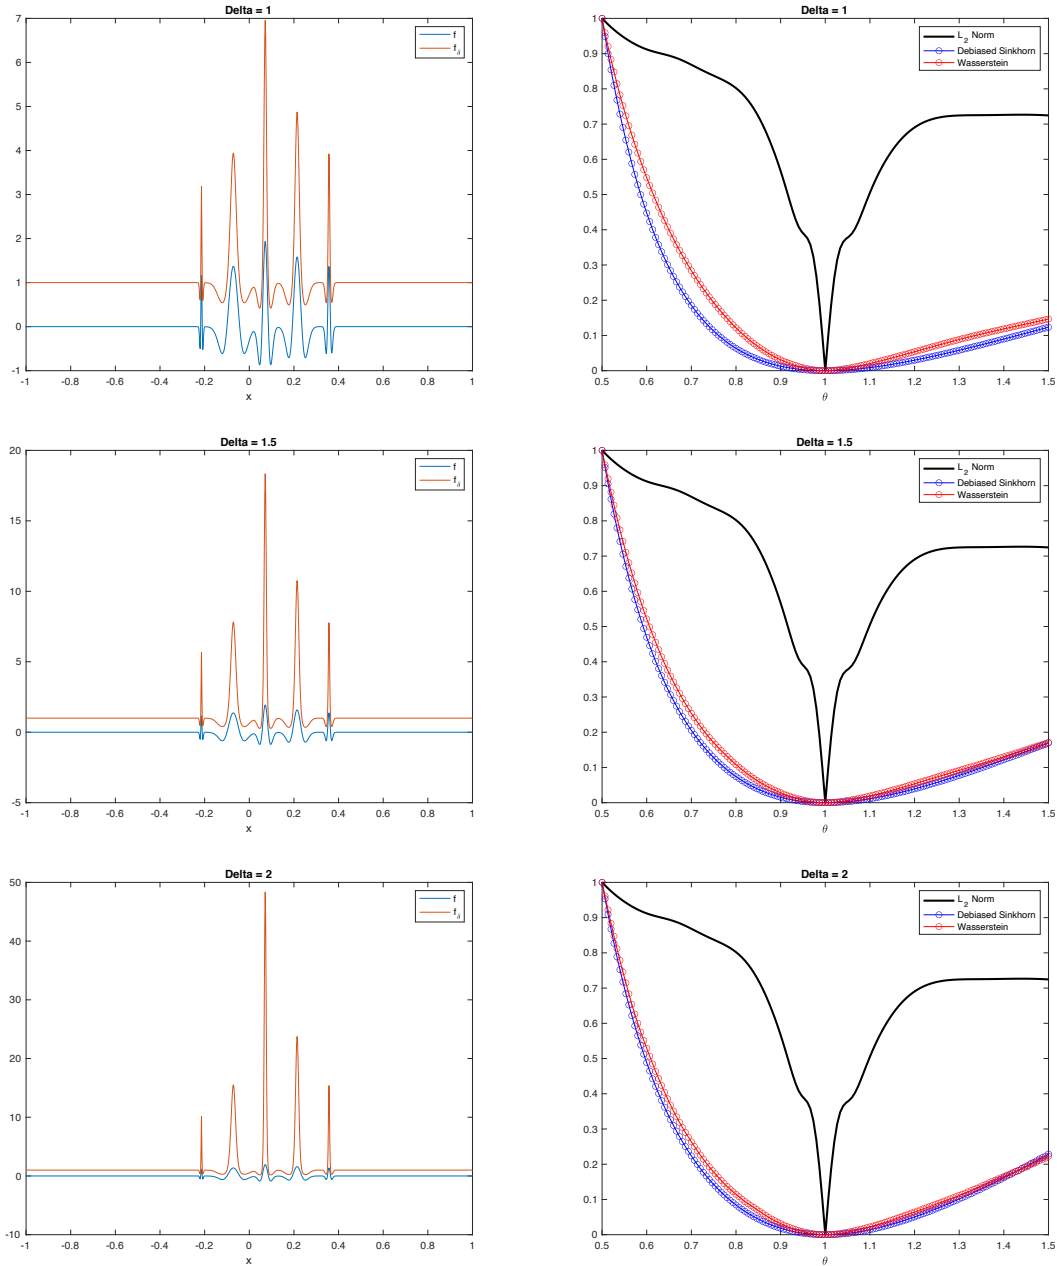 Delta = 1
7
6
5
4
3
2
1
0
-1
-1 -0.8 -0.6 -0.4 -0.2 0 0.2 0.4 0.6 0.8 1
x
f
f_δ
Delta = 1
1
0.9
0.8
0.7
0.6
0.5
0.4
0.3
0.2
0.1
0
0.5 0.6 0.7 0.8 0.9 1 1.1 1.2 1.3 1.4 1.5
θ
L_2 Norm
Debiased Sinkhorn
Wasserstein
Delta = 1.5
20
15
10
5
0
-5
-1 -0.8 -0.6 -0.4 -0.2 0 0.2 0.4 0.6 0.8 1
x
f
f_δ
Delta = 1.5
1
0.9
0.8
0.7
0.6
0.5
0.4
0.3
0.2
0.1
0
0.5 0.6 0.7 0.8 0.9 1 1.1 1.2 1.3 1.4 1.5
θ
L_2 Norm
Debiased Sinkhorn
Wasserstein
Delta = 2
50
40
30
20
10
0
-10
-1 -0.8 -0.6 -0.4 -0.2 0 0.2 0.4 0.6 0.8 1
x
f
f_δ
Delta = 2
1
0.9
0.8
0.7
0.6
0.5
0.4
0.3
0.2
0.1
0
0.5 0.6 0.7 0.8 0.9 1 1.1 1.2 1.3 1.4 1.5
θ
L_2 Norm
Debiased Sinkhorn
Wasserstein